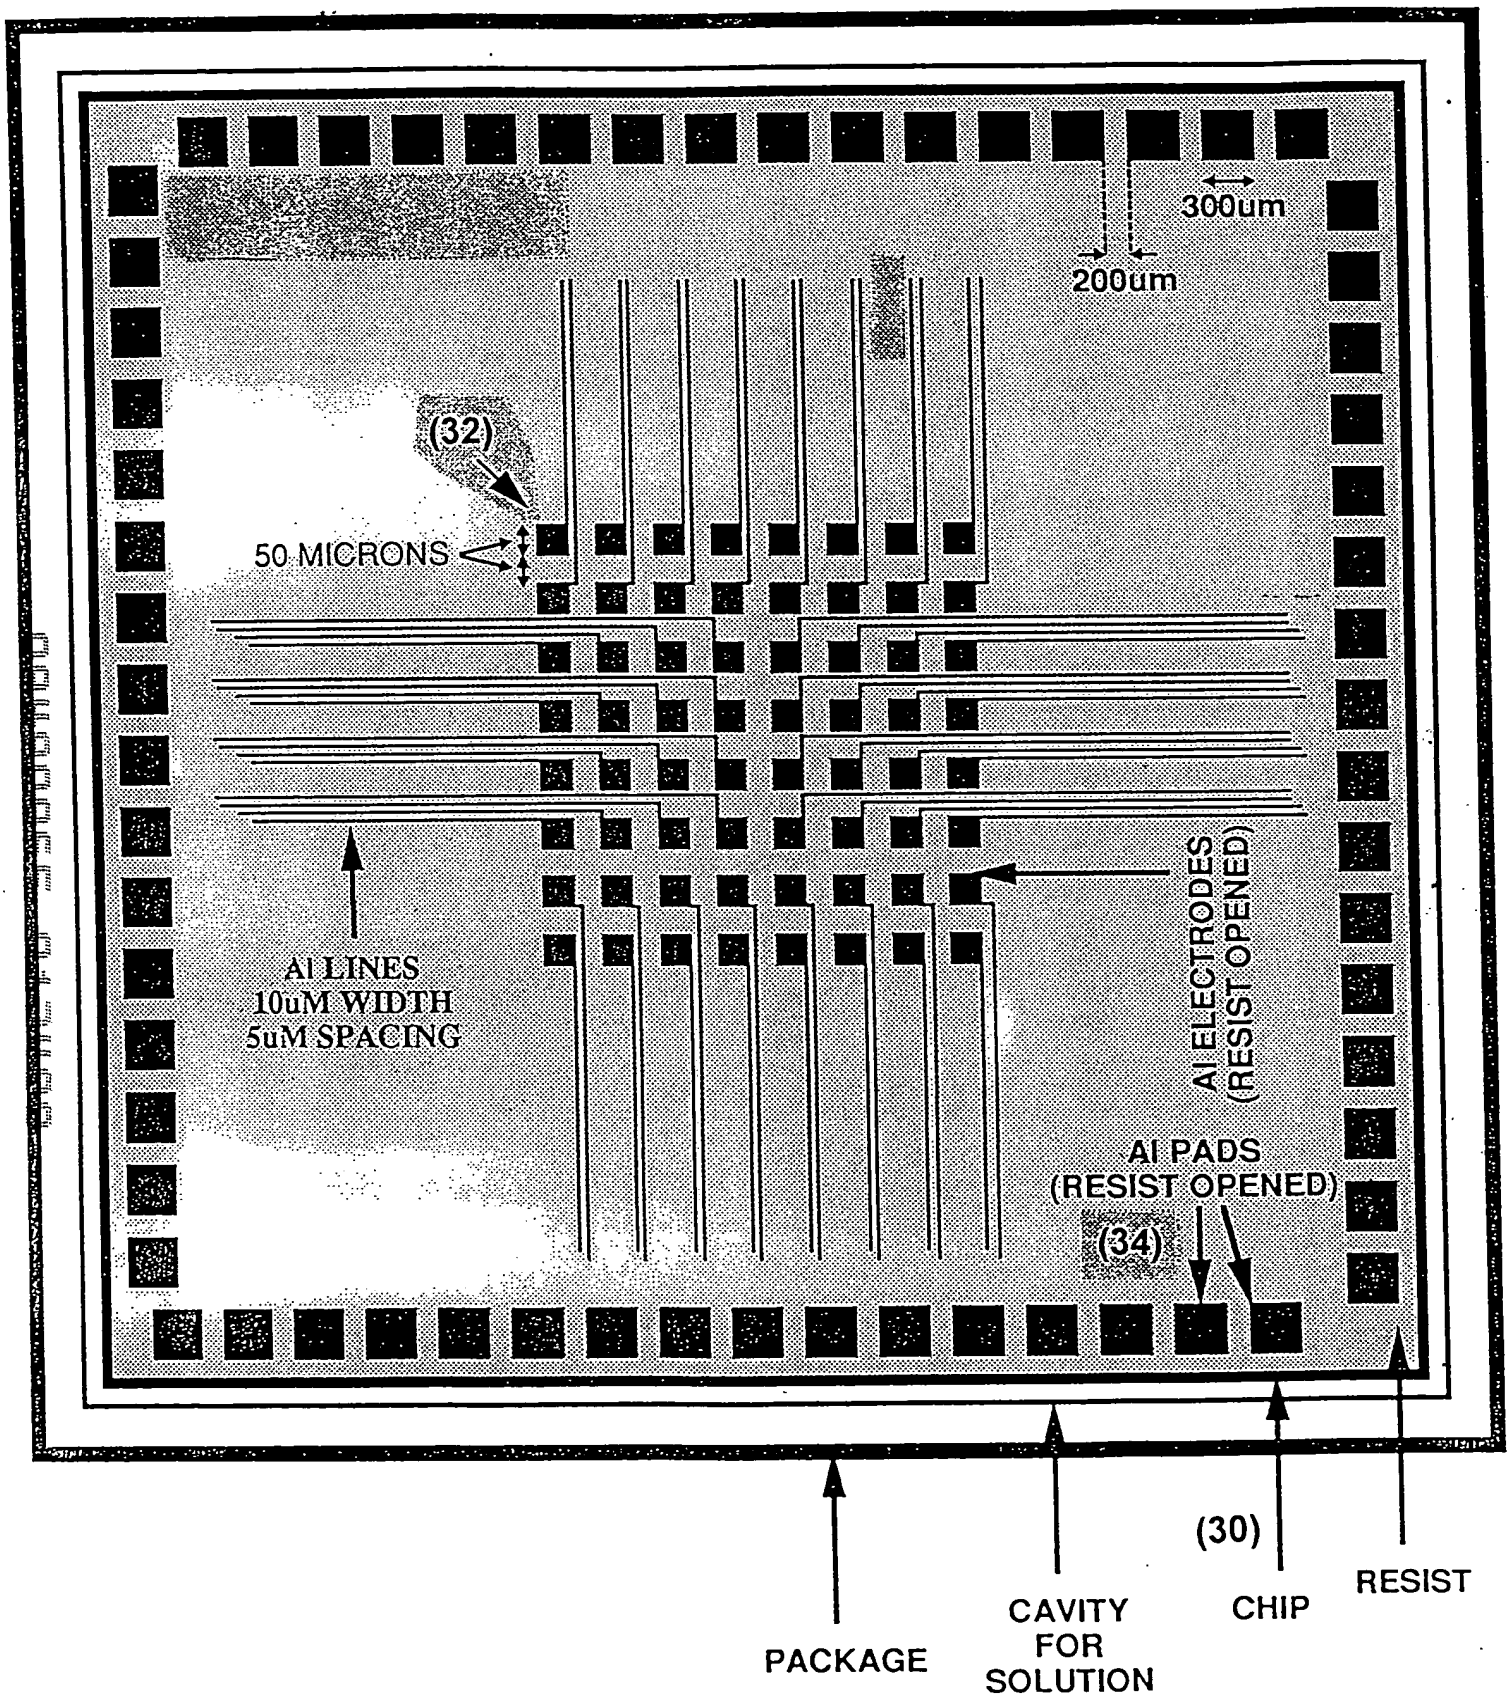 300um
200um
(32)
50 MICRONS
Al LINES
10uM WIDTH
5uM SPACING
Al ELECTRODES
(RESIST OPENED)
Al PADS
(RESIST OPENED)
(34)
(30)
RESIST
CHIP
CAVITY
FOR
SOLUTION
PACKAGE